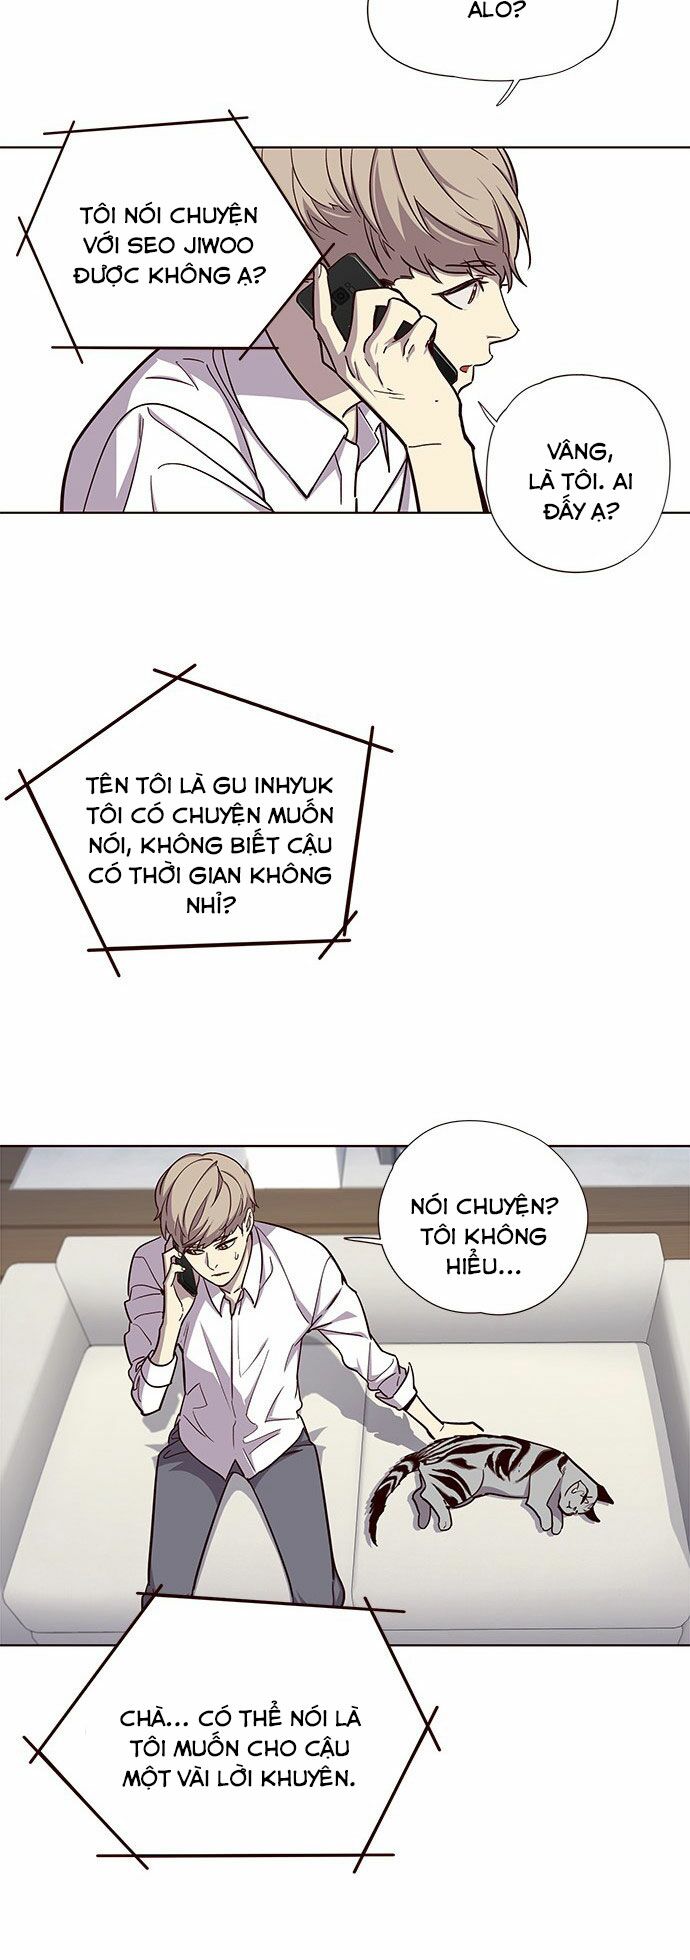 ALO?
TÔI NÓI CHUYỆN
VỚI SEO JIWOO
ĐƯỢC KHÔNG Ạ?
VÂNG,
LÀ TÔI. AI
ĐẤY Ạ?
TÊN TÔI LÀ GU INHYUK
TÔI CÓ CHUYỆN MUỐN
NÓI, KHÔNG BIẾT CẬU
CÓ THỜI GIAN KHÔNG
NHỈ?
NÓI CHUYỆN?
TÔI KHÔNG
HIỂU...
CHÀ... CÓ THỂ NÓI LÀ
TÔI MUỐN CHO CẬU
MỘT VÀI LỜI KHUYÊN.